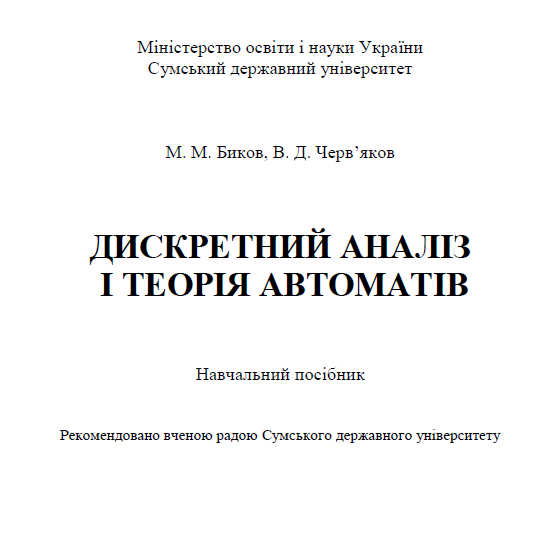 Міністерство освіти і науки України
Сумський державний університет
М. М. Биков, В. Д. Черв’яков
ДИСКРЕТНИЙ АНАЛІЗ
І ТЕОРІЯ АВТОМАТІВ
Навчальний посібник
Рекомендовано вченою радою Сумського державного університету